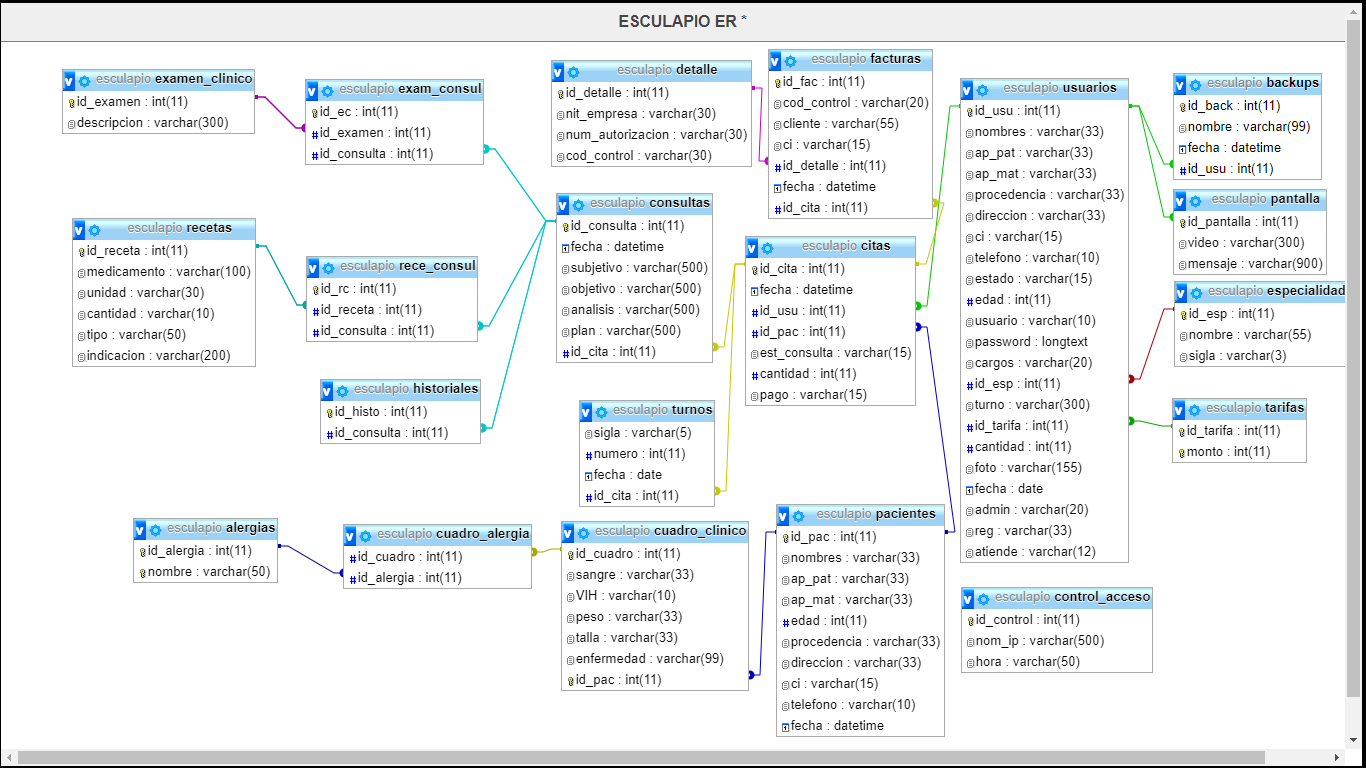 ESCULAPIO ER *
esculapio examen_clinico
id_examen : int(11)
descripcion : varchar(300)
esculapio exam_consul
id_ec : int(11)
id_examen : int(11)
id_consulta : int(11)
esculapio detalle
id_detalle : int(11)
nit_empresa : varchar(30)
num_autorizacion : varchar(30)
cod_control : varchar(30)
esculapio facturas
id_fac : int(11)
cod_control : varchar(20)
cliente : varchar(55)
ci : varchar(15)
id_detalle : int(11)
fecha : datetime
id_cita : int(11)
esculapio usuarios
id_usu : int(11)
nombres : varchar(33)
ap_pat : varchar(33)
ap_mat : varchar(33)
procedencia : varchar(33)
direccion : varchar(33)
ci : varchar(15)
telefono : varchar(10)
estado : varchar(15)
edad : int(11)
usuario : varchar(10)
password : longtext
cargos : varchar(20)
id_esp : int(11)
turno : varchar(300)
id_tarifa : int(11)
cantidad : int(11)
foto : varchar(155)
fecha : date
admin : varchar(20)
reg : varchar(33)
atiende : varchar(12)
esculapio backups
id_back : int(11)
nombre : varchar(99)
fecha : datetime
id_usu : int(11)
esculapio pantalla
id_pantalla : int(11)
video : varchar(300)
mensaje : varchar(900)
esculapio especialidad
id_esp : int(11)
nombre : varchar(55)
sigla : varchar(3)
esculapio tarifas
id_tarifa : int(11)
monto : int(11)
esculapio recetas
id_receta : int(11)
medicamento : varchar(100)
unidad : varchar(30)
cantidad : varchar(10)
tipo : varchar(50)
indicacion : varchar(200)
esculapio rece_consul
id_rc : int(11)
id_receta : int(11)
id_consulta : int(11)
esculapio historiales
id_histo : int(11)
id_consulta : int(11)
esculapio consultas
id_consulta : int(11)
fecha : datetime
subjetivo : varchar(500)
objetivo : varchar(500)
analisis : varchar(500)
plan : varchar(500)
id_cita : int(11)
esculapio citas
id_cita : int(11)
fecha : datetime
id_usu : int(11)
id_pac : int(11)
est_consulta : varchar(15)
cantidad : int(11)
pago : varchar(15)
esculapio turnos
sigla : varchar(5)
numero : int(11)
fecha : date
id_cita : int(11)
esculapio alergias
id_alergia : int(11)
nombre : varchar(50)
esculapio cuadro_alergia
id_cuadro : int(11)
id_alergia : int(11)
esculapio cuadro_clinico
id_cuadro : int(11)
sangre : varchar(33)
VIH : varchar(10)
peso : varchar(33)
talla : varchar(33)
enfermedad : varchar(99)
id_pac : int(11)
esculapio pacientes
id_pac : int(11)
nombres : varchar(33)
ap_pat : varchar(33)
ap_mat : varchar(33)
edad : int(11)
procedencia : varchar(33)
direccion : varchar(33)
ci : varchar(15)
telefono : varchar(10)
fecha : datetime
esculapio control_acceso
id_control : int(11)
nom_ip : varchar(500)
hora : varchar(50)